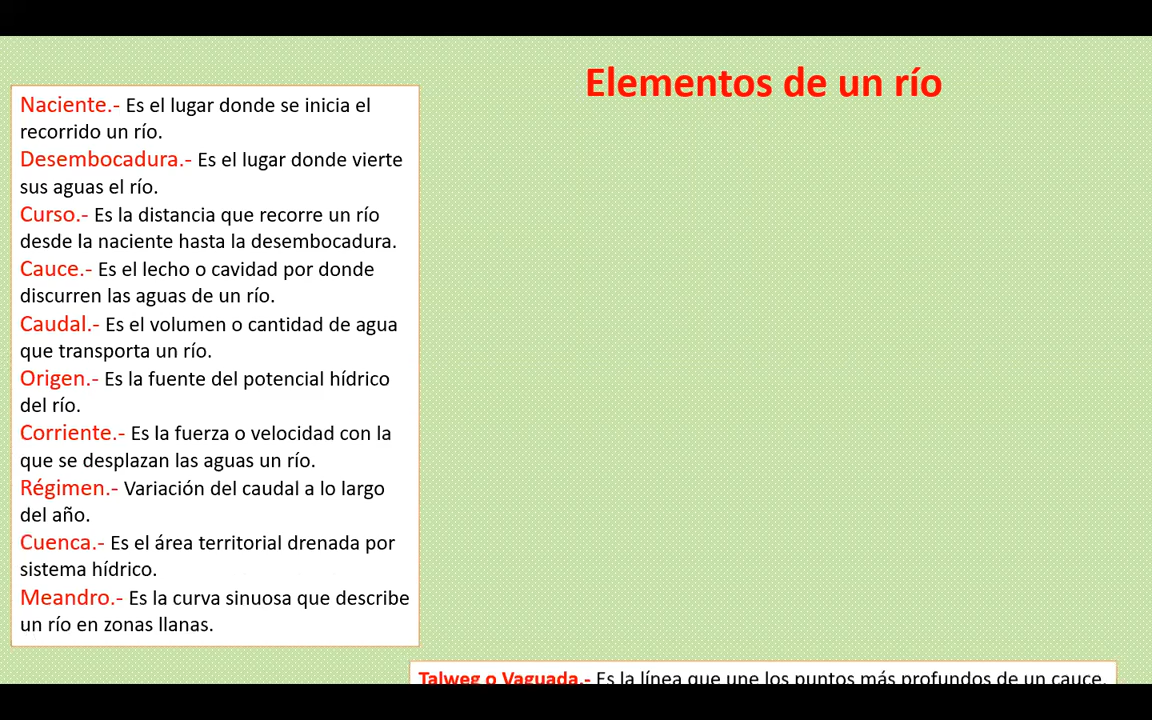 Elementos de un río
Naciente.- Es el lugar donde se inicia el
recorrido un río.
Desembocadura.- Es el lugar donde vierte
sus aguas el río.
Curso.- Es la distancia que recorre un río
desde la naciente hasta la desembocadura.
Cauce.- Es el lecho o cavidad por donde
discurren las aguas de un río.
Caudal.- Es el volumen o cantidad de agua
que transporta un río.
Origen.- Es la fuente del potencial hídrico
del río.
Corriente.- Es la fuerza o velocidad con la
que se desplazan las aguas un río.
Régimen.- Variación del caudal a lo largo
del año.
Cuenca.- Es el área territorial drenada por
sistema hídrico.
Meandro.- Es la curva sinuosa que describe
un río en zonas llanas.
Talweg o Vaguada.- Es la línea que une los puntos más profundos de un cauce.